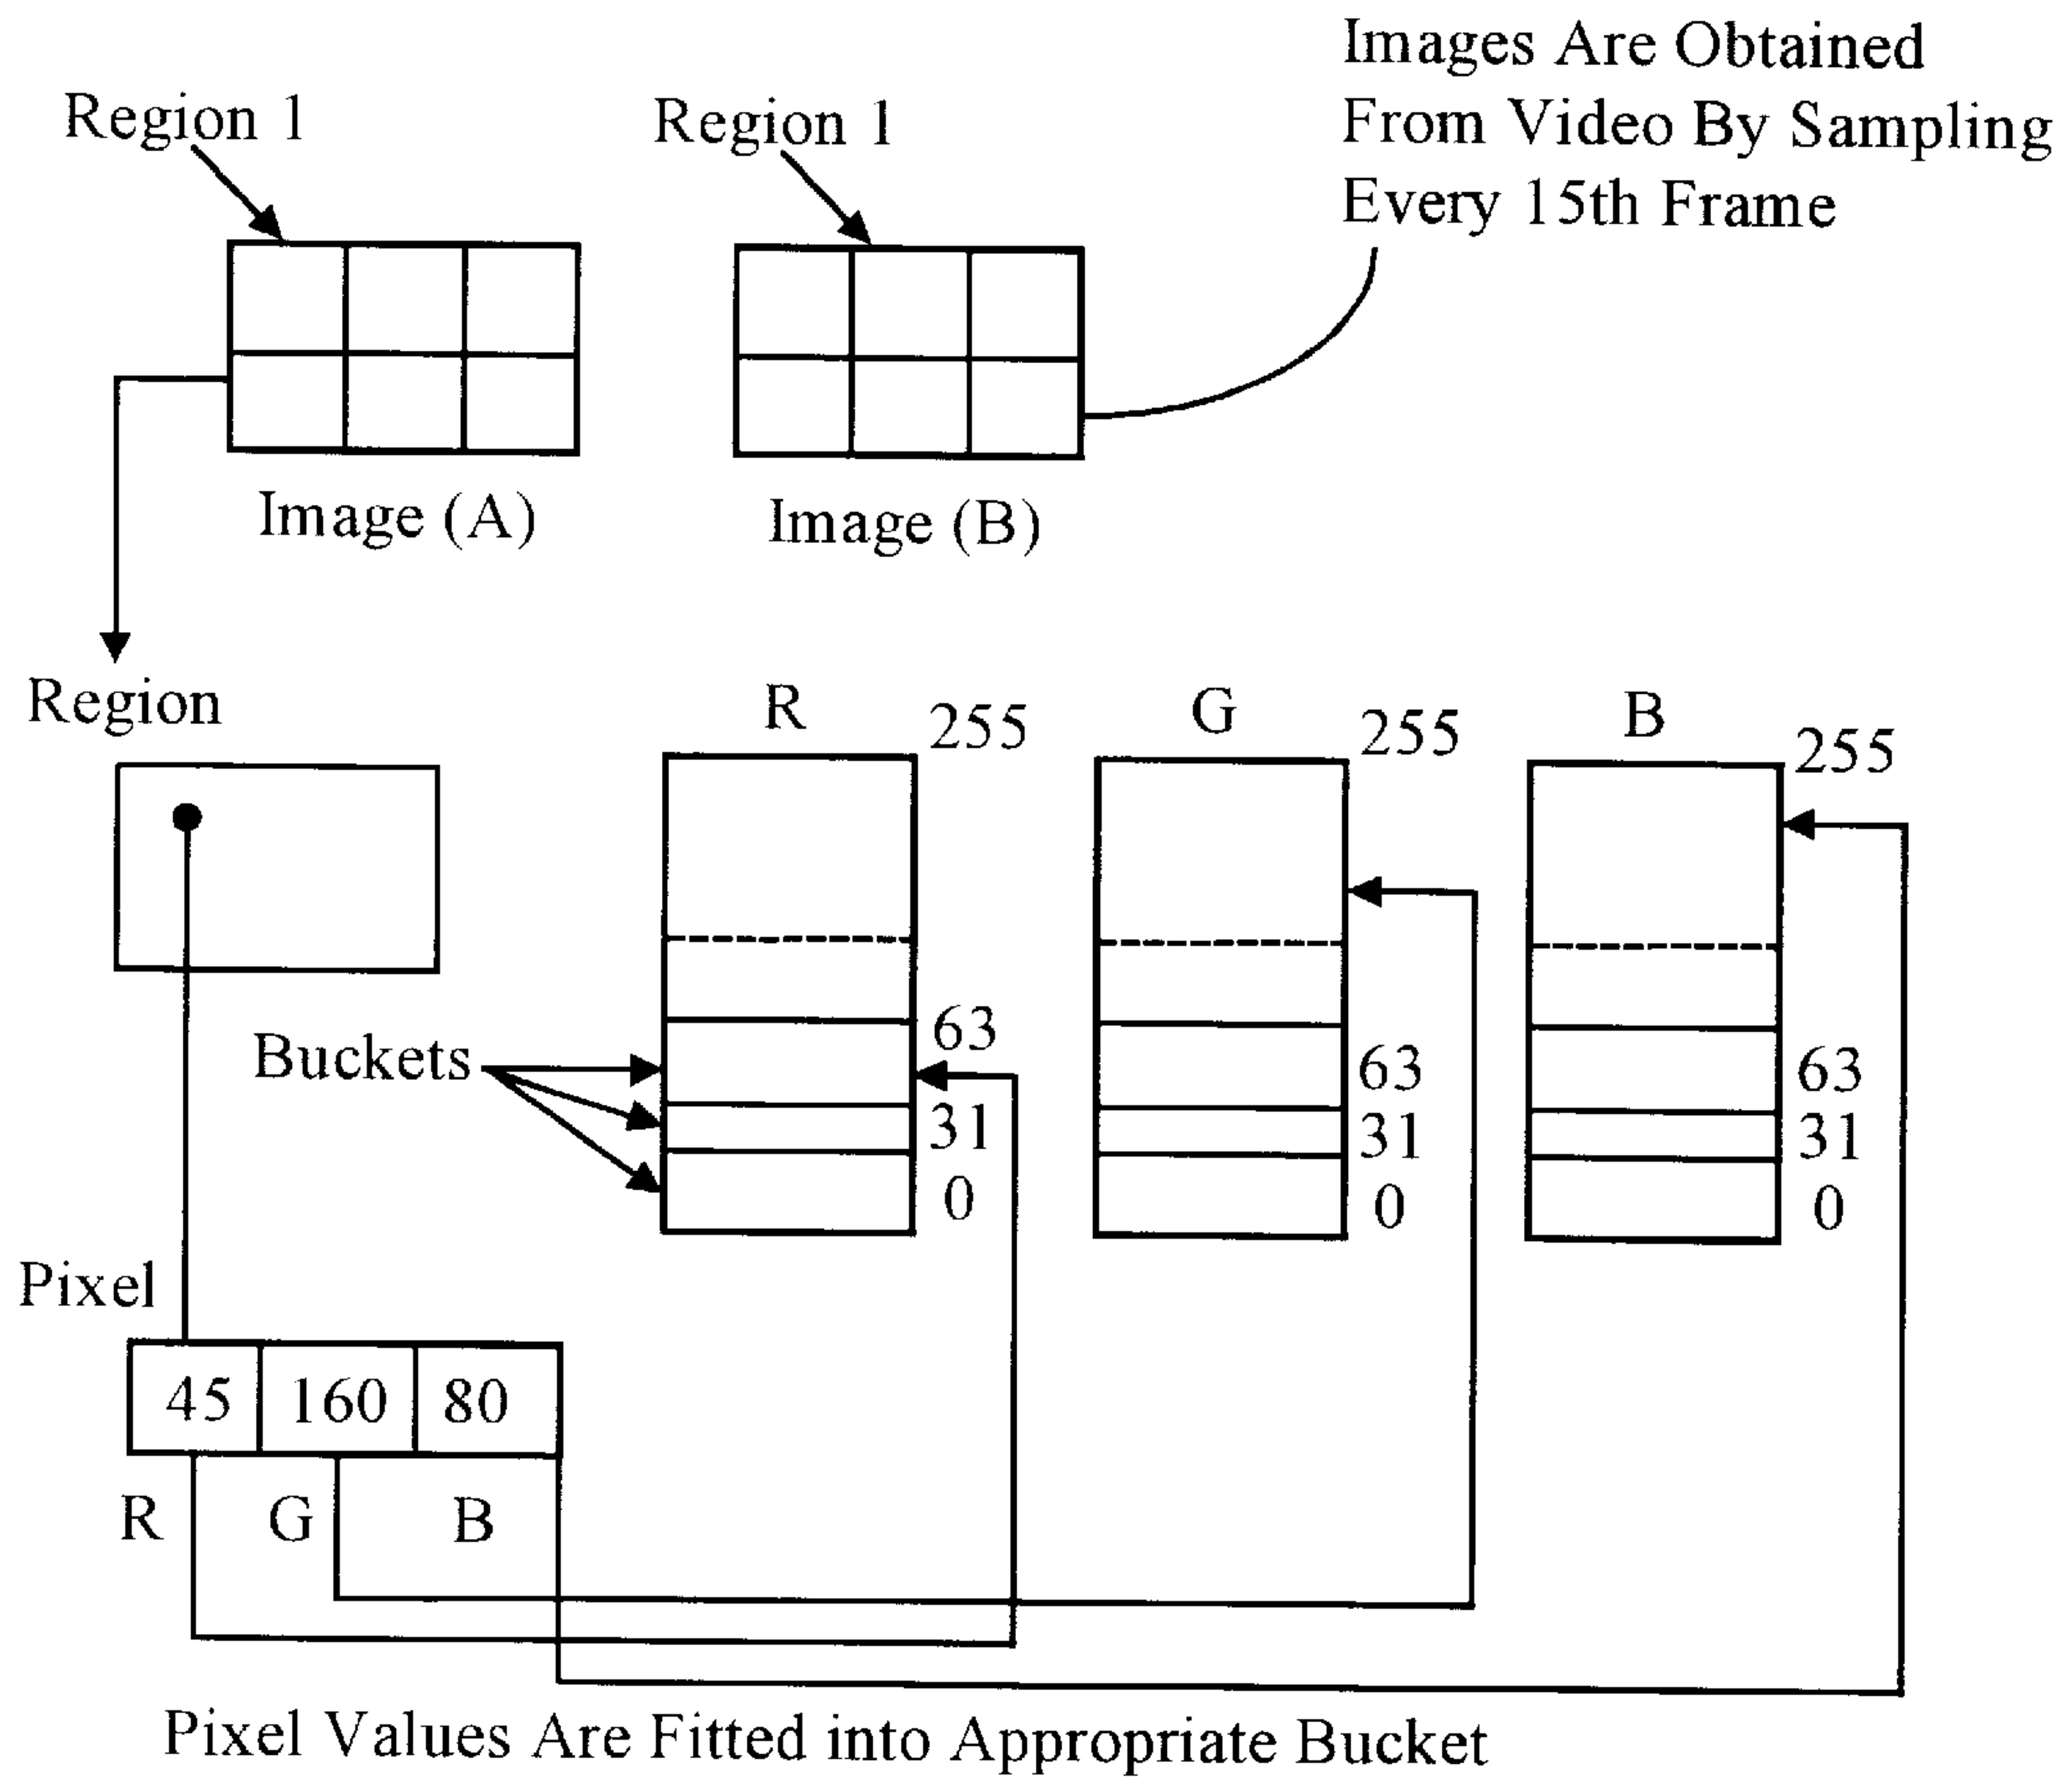 Images Are Obtained
From Video By Sampling
Every 15th Frame
Region 1
Region 1
Image (A)
Image (B)
Region
R
255
G
255
B
255
Buckets
63
31
0
63
31
0
63
31
0
Pixel
45 160 80
R G B
Pixel Values Are Fitted into Appropriate Bucket